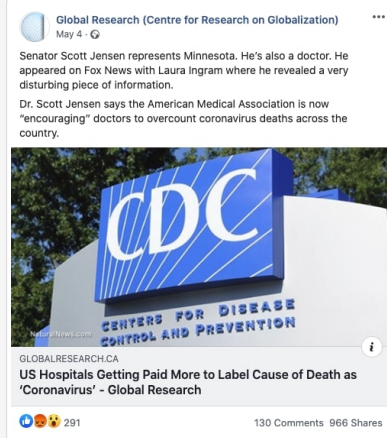 Global Research (Centre for Research on Globalization)
May 4 ·
Senator Scott Jensen represents Minnesota. He's also a doctor. He
appeared on Fox News with Laura Ingram where he revealed a very
disturbing piece of information.
Dr. Scott Jensen says the American Medical Association is now
"encouraging" doctors to overcount coronavirus deaths across the
country.
CDC
CENTERS FOR DISEASE
CONTROL AND PREVENTION
NaturalNews.com
i
GLOBALRESEARCH.CA
US Hospitals Getting Paid More to Label Cause of Death as
'Coronavirus' - Global Research
291
130 Comments 966 Shares